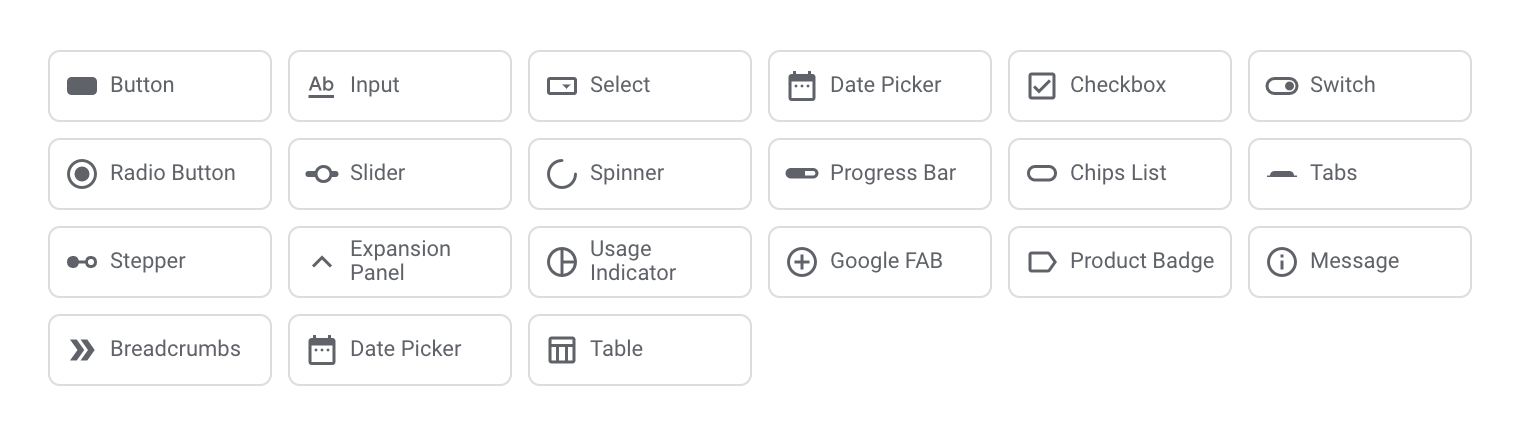 Button
Ab Input
Select
Date Picker
Checkbox
Switch
Radio Button
Slider
Spinner
Progress Bar
Chips List
Tabs
Stepper
Expansion
Panel
Usage
Indicator
Google FAB
Product Badge
Message
Breadcrumbs
Date Picker
Table